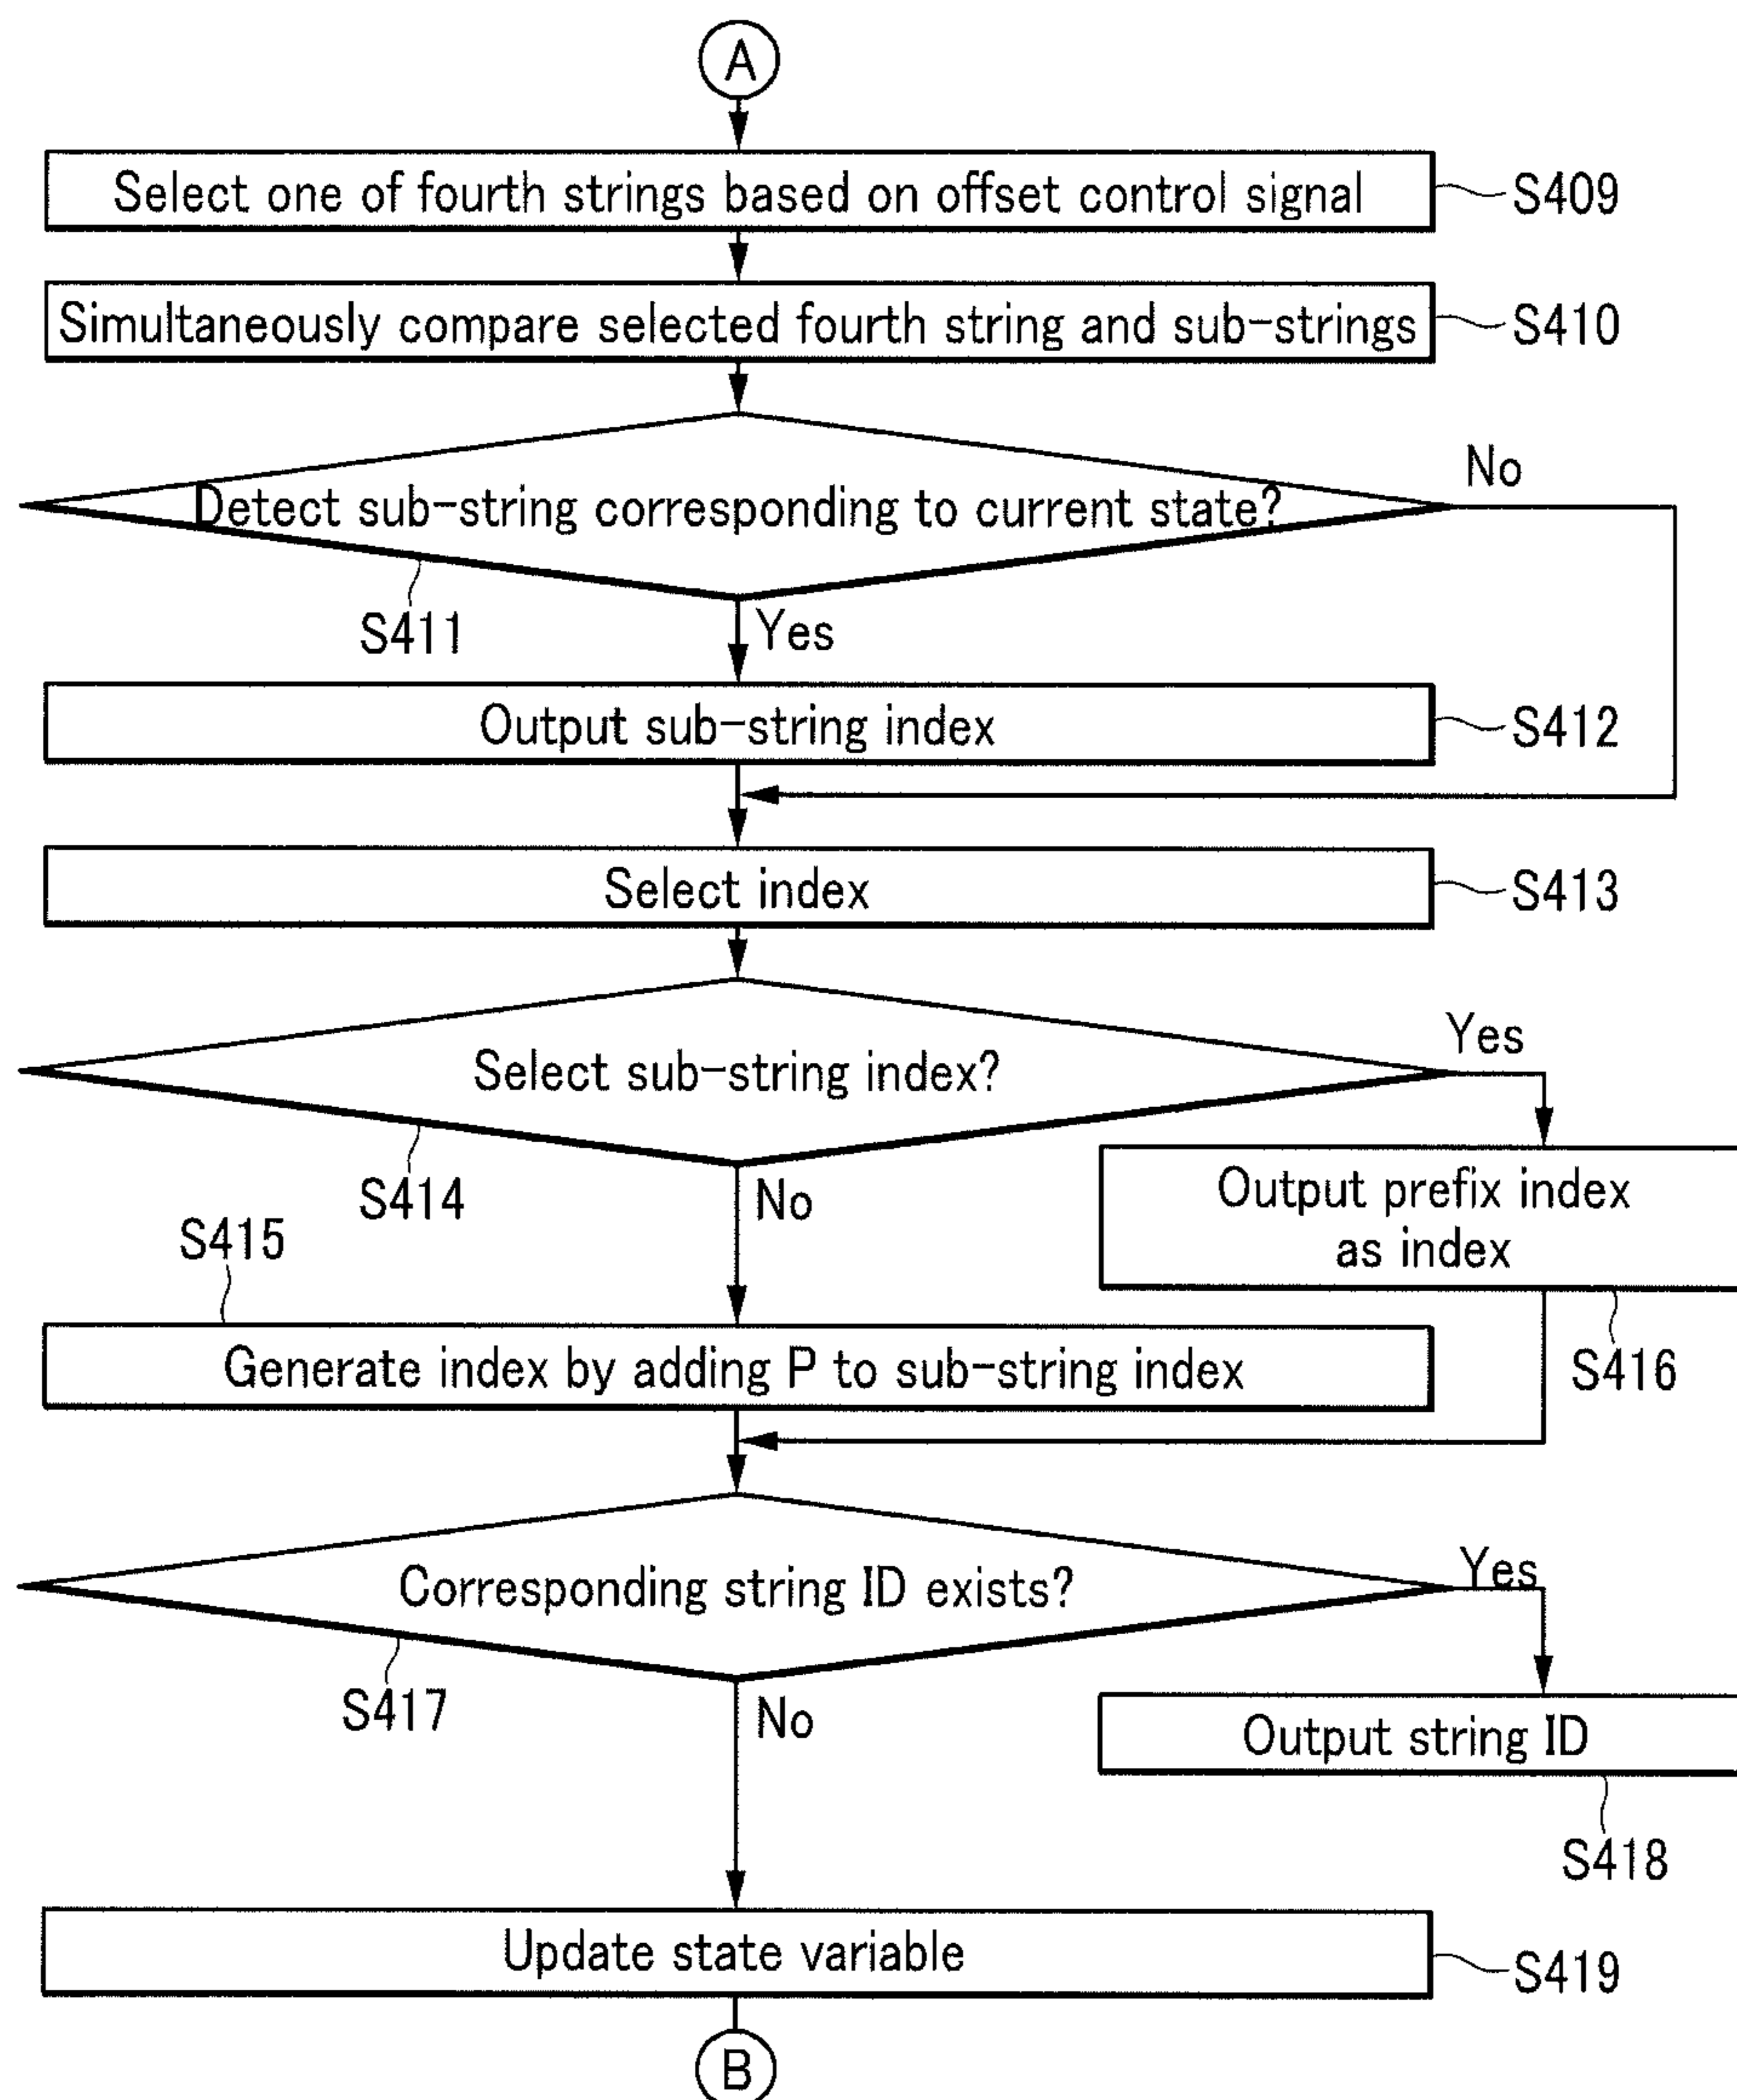 A
Select one of fourth strings based on offset control signal
S409
Simultaneously compare selected fourth string and sub-strings
S410
No
Detect sub-string corresponding to current state?
S411
Yes
Output sub-string index
S412
Select index
S413
Yes
Select sub-string index?
S414
No
Output prefix index
as index
S415
S416
Generate index by adding P to sub-string index
Yes
Corresponding string ID exists?
S417
No
Output string ID
S418
Update state variable
S419
B